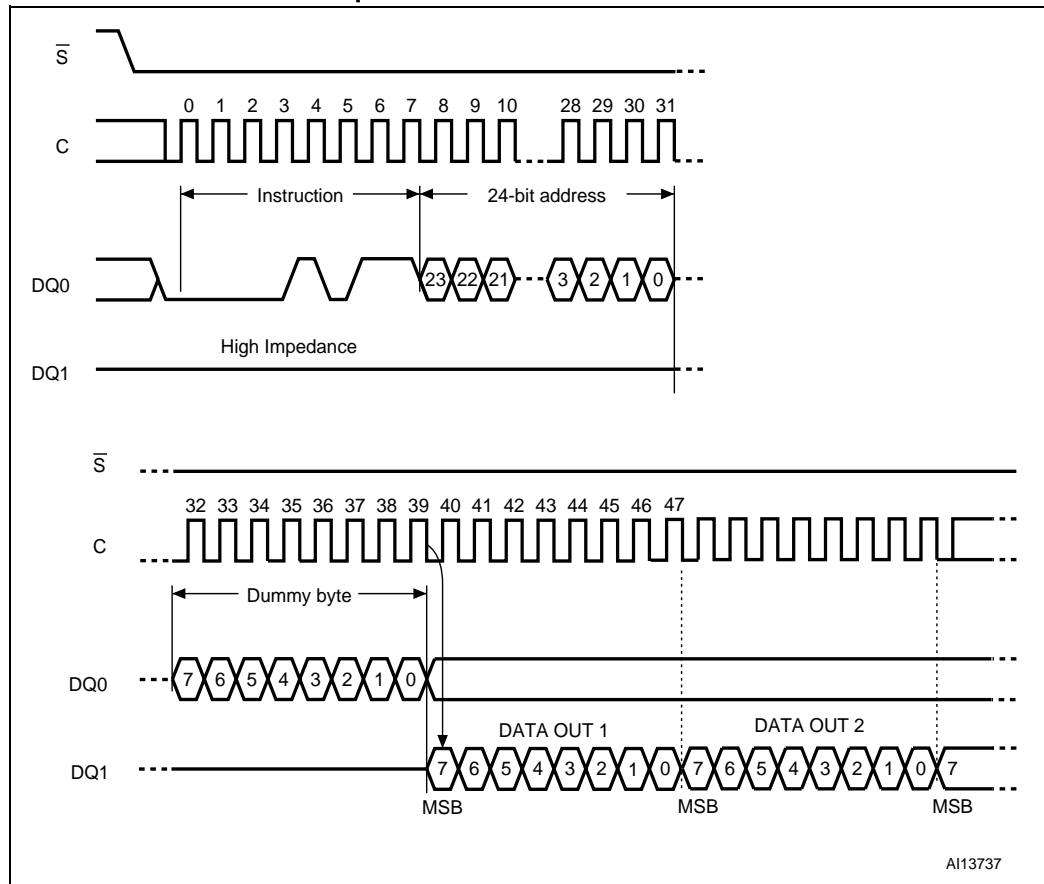 S
0 1 2 3 4 5 6 7 8 9 10 28 29 30 31
C
Instruction 24-bit address
DQ0 23 22 21 3 2 1 0
High Impedance
DQ1
S
32 33 34 35 36 37 38 39 40 41 42 43 44 45 46 47
C
Dummy byte
DQ0 7 6 5 4 3 2 1 0
DATA OUT 1 DATA OUT 2
DQ1 7 6 5 4 3 2 1 0 7 6 5 4 3 2 1 0 7
MSB MSB MSB
AI13737